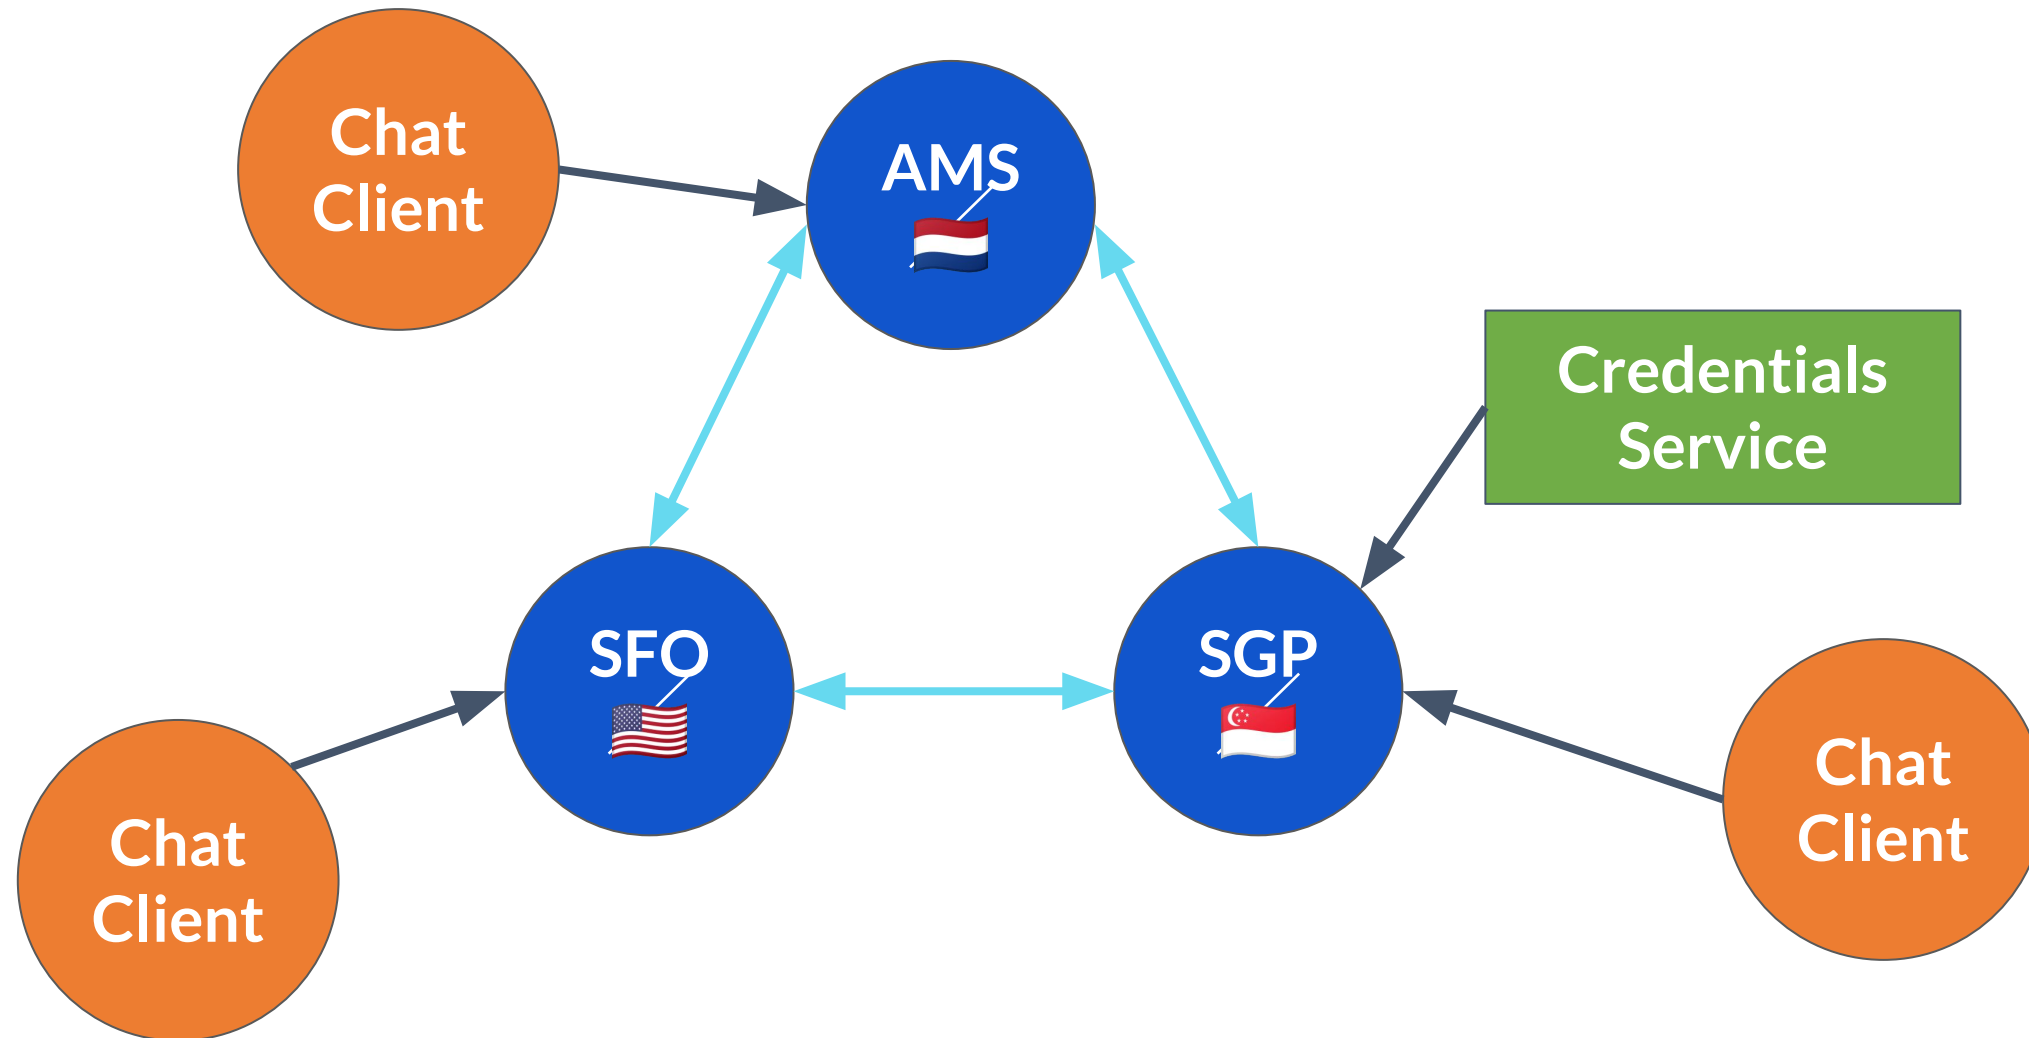 Chat
Client
AMS
Credentials
Service
SFO
SGP
Chat
Client
Chat
Client